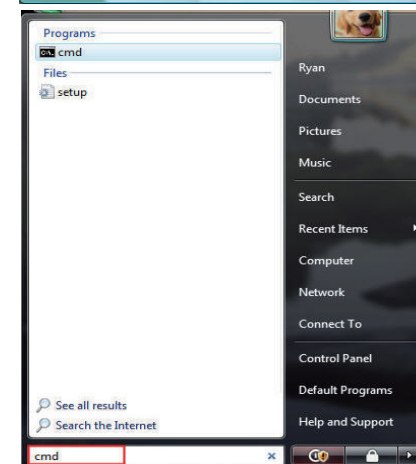 Programs
cmd
Files
setup
See all results
Search the Internet
cmd
Ryan
Documents
Pictures
Music
Search
Recent Items
Computer
Network
Connect To
Control Panel
Default Programs
Help and Support